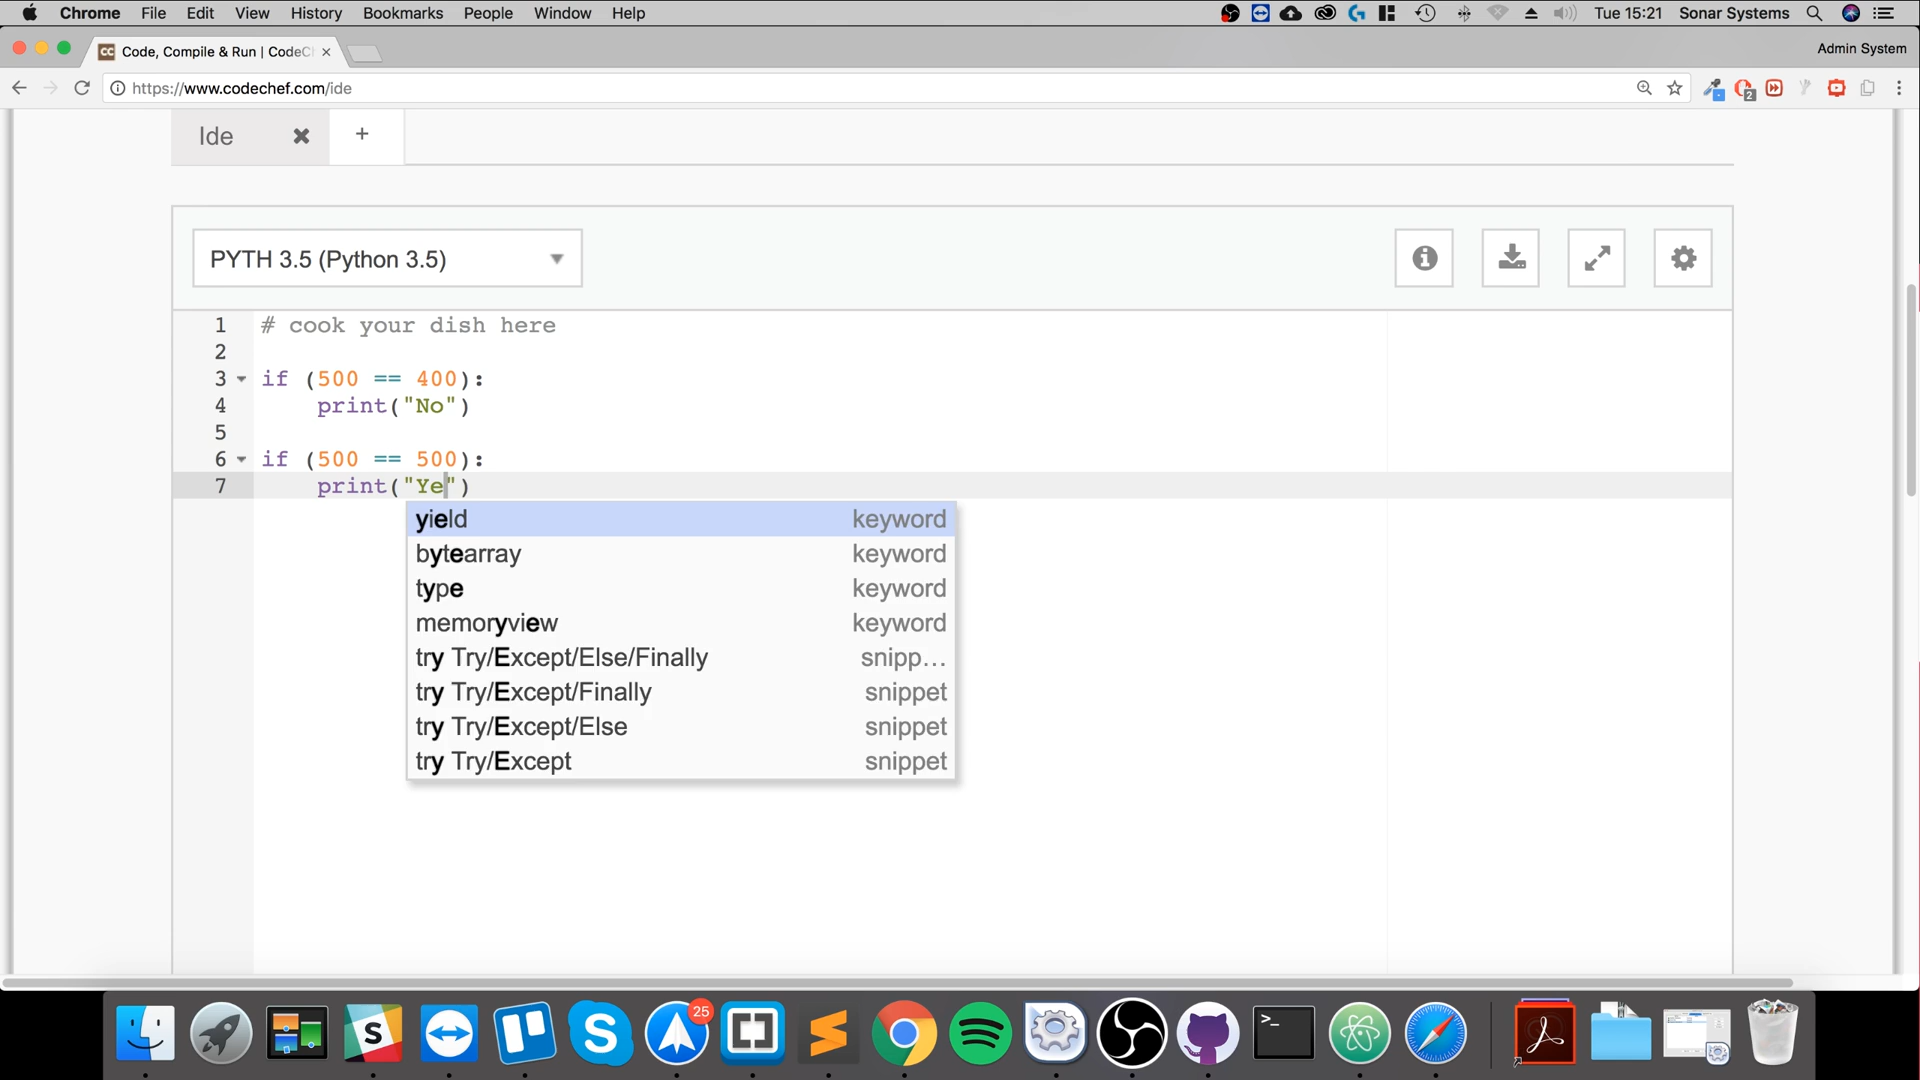 Chrome File Edit View History Bookmarks People Window Help Tue 15:21 Sonar Systems
Code, Compile & Run | CodeCh Admin System
https://www.codechef.com/ide 2
Ide +
PYTH 3.5 (Python 3.5)
1 # cook your dish here
2
3 if (500 == 400):
4 print("No")
5
6 if (500 == 500):
7 print("Ye")
yield keyword
bytearray keyword
type keyword
memoryview keyword
try Try/Except/Else/Finally snipp…
try Try/Except/Finally snippet
try Try/Except/Else snippet
try Try/Except snippet
25